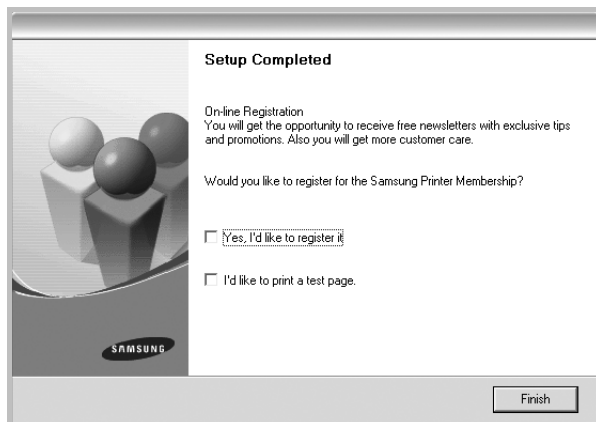 Setup Completed
On-line Registration
You will get the opportunity to receive free newsletters with exclusive tips
and promotions. Also you will get more customer care.
Would you like to register for the Samsung Printer Membership?
Yes, I'd like to register it
I'd like to print a test page.
SAMSUNG
Finish